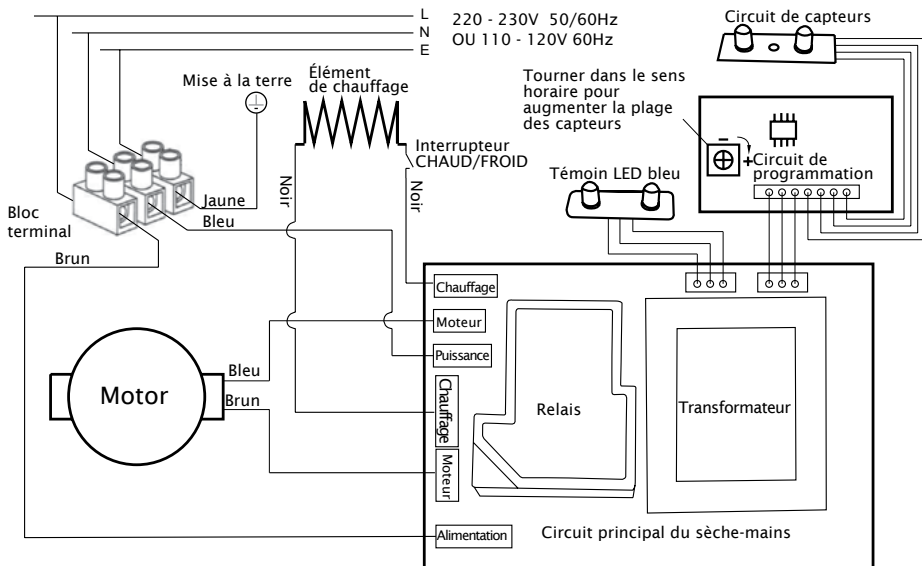 L
N
E
220 - 230V 50/60Hz
OU 110 - 120V 60Hz
Circuit de capteurs
Mise à la terre
Élément
de chauffage
Tourner dans le sens
horaire pour
augmenter la plage
des capteurs
Interrupteur
CHAUD/FROID
-
+
Circuit de
programmation
Témoin LED bleu
Noir
Noir
Jaune
Bleu
Bloc
terminal
Brun
Chauffage
Moteur
Puissance
Chauffage
Moteur
Alimentation
Bleu
Brun
Motor
Relais
Transformateur
Circuit principal du sèche-mains